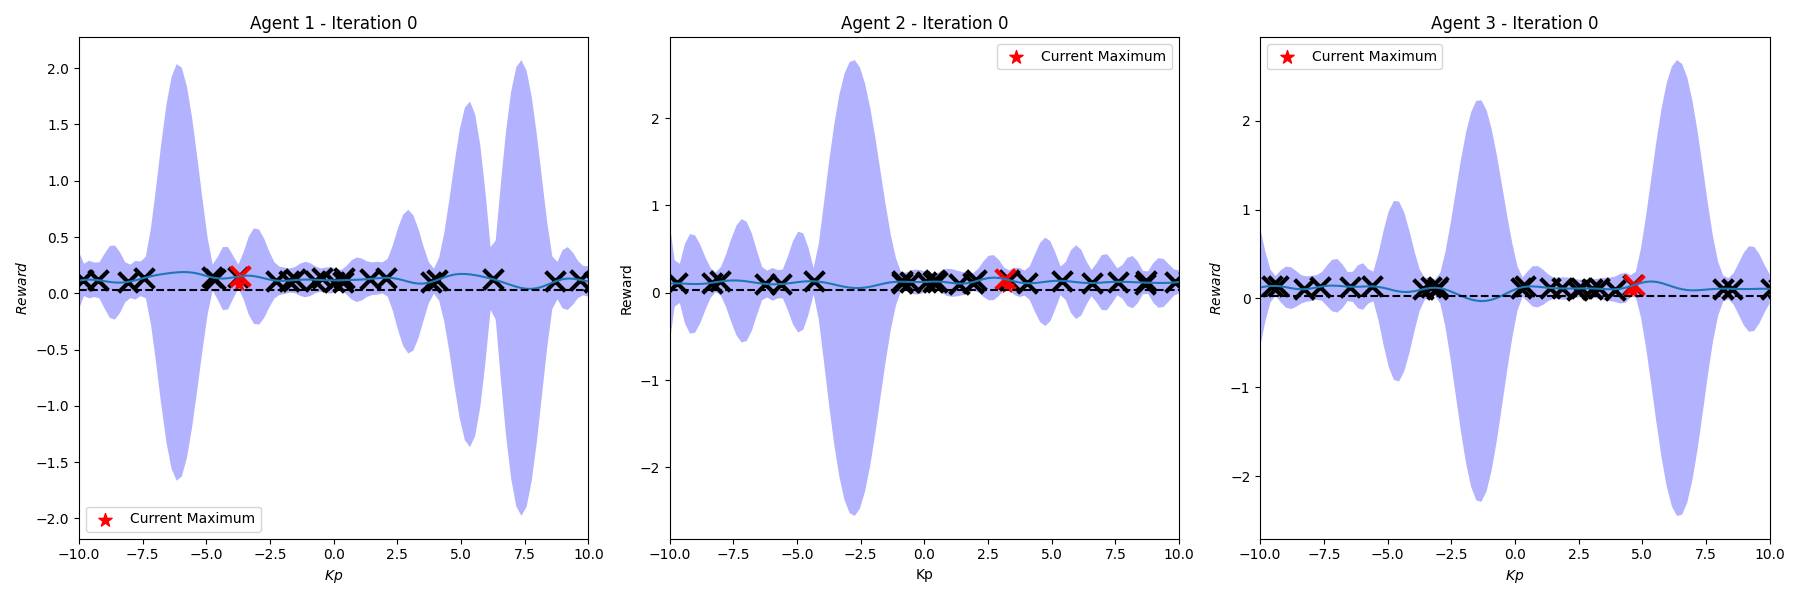 Agent 1 - Iteration 0
2.0
1.5
1.0
0.5
0.0
−0.5
−1.0
−1.5
−2.0
Reward
Current Maximum
−10.0 −7.5 −5.0 −2.5 0.0 2.5 5.0 7.5 10.0
Kp
Agent 2 - Iteration 0
Current Maximum
2
1
0
−1
−2
Reward
−10.0 −7.5 −5.0 −2.5 0.0 2.5 5.0 7.5 10.0
Kp
Agent 3 - Iteration 0
Current Maximum
2
1
0
−1
−2
Reward
−10.0 −7.5 −5.0 −2.5 0.0 2.5 5.0 7.5 10.0
Kp